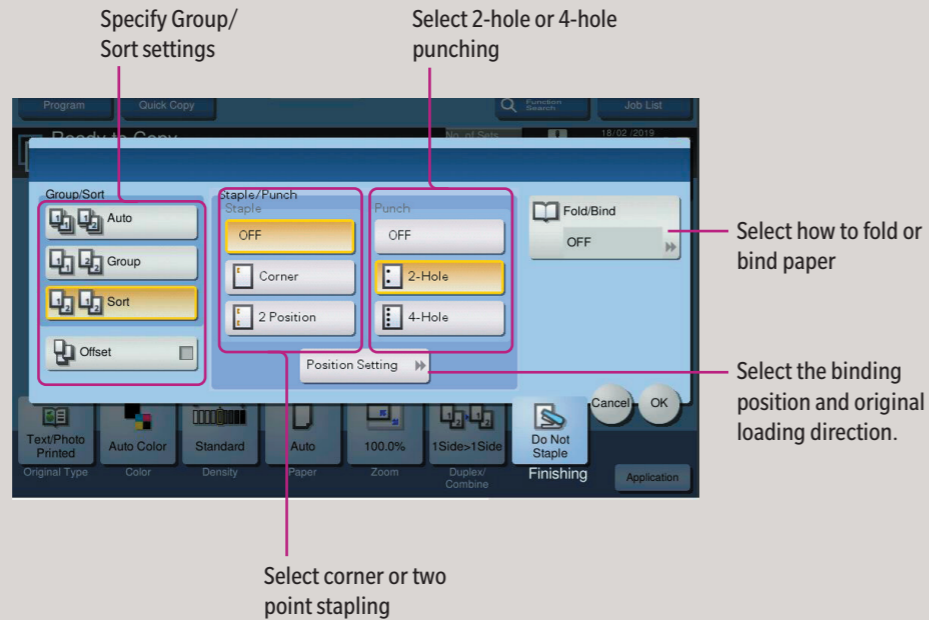 Specify Group/
Sort settings
Select 2-hole or 4-hole
punching
Program
Quick Copy
Function
Search
Job List
Ready to Copy
No. of Sets
18/02 /2019
Group/Sort
Auto
Group
Sort
Offset
Staple/Punch
Staple
OFF
Corner
2 Position
Punch
OFF
2-Hole
4-Hole
Position Setting
Fold/Bind
OFF
Select how to fold or
bind paper
Select the binding
position and original
loading direction.
Cancel
OK
Text/Photo
Printed
Original Type
Auto Color
Color
Standard
Density
Auto
Paper
100.0%
Zoom
1Side>1Side
Duplex/
Combine
Do Not
Staple
Finishing
Application
Select corner or two
point stapling